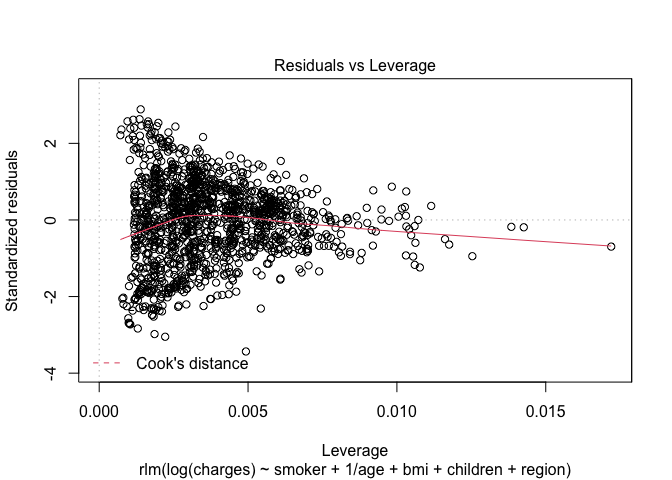 Residuals vs Leverage
Standardized residuals
2
0
-2
-4
Cook's distance
0.000 0.005 0.010 0.015
Leverage
rlm(log(charges) ~ smoker + 1/age + bmi + children + region)